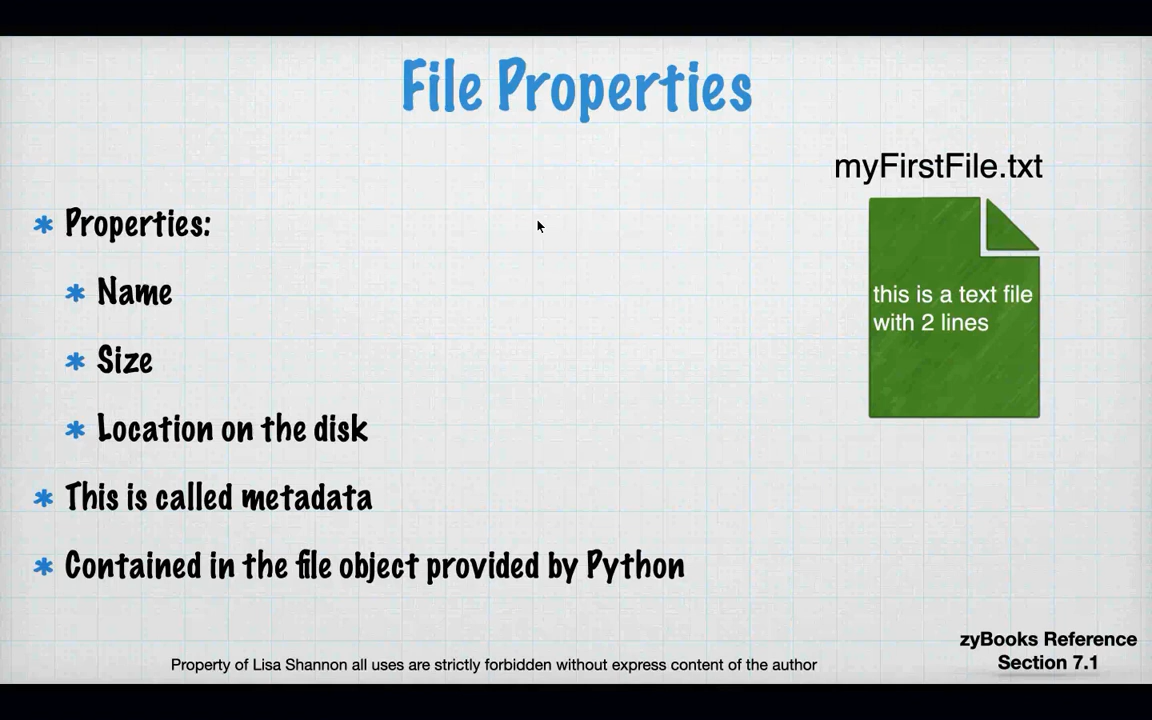 File Properties
myFirstFile.txt
Properties:
Name
Size
Location on the disk
This is called metadata
Contained in the file object provided by Python
this is a text file
with 2 lines
zyBooks Reference
Section 7.1
Property of Lisa Shannon all uses are strictly forbidden without express content of the author